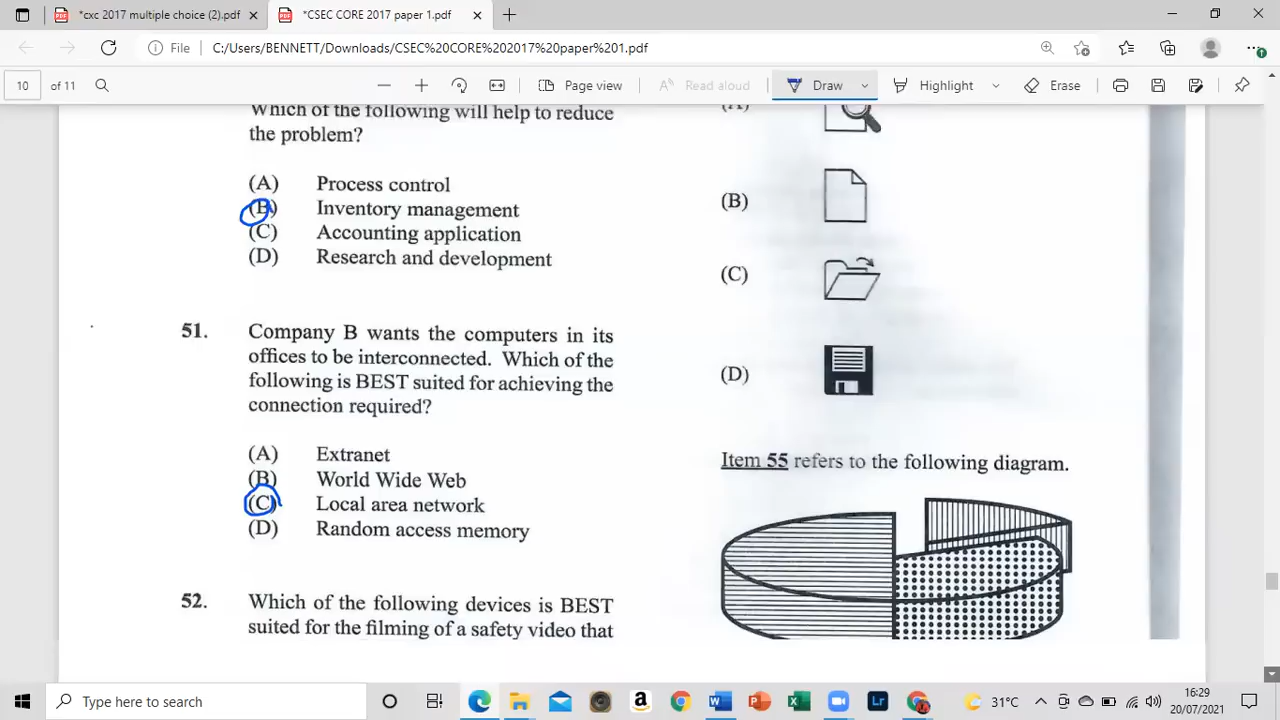 *cxc 2017 multiple choice (2).pdf
*CSEC CORE 2017 paper 1.pdf
File
C:/Users/BENNETT/Downloads/CSEC%20CORE%202017%20paper%201.pdf
10 of 11
Page view
Read aloud
Draw
Highlight
Erase
Which of the following will help to reduce
the problem?
(A) Process control
(B) Inventory management
(C) Accounting application
(D) Research and development
51. Company B wants the computers in its
offices to be interconnected. Which of the
following is BEST suited for achieving the
connection required?
(A) Extranet
(B) World Wide Web
(C) Local area network
(D) Random access memory
52. Which of the following devices is BEST
suited for the filming of a safety video that
(A)
(B)
(C)
(D)
Item 55 refers to the following diagram.
Type here to search
31°C
16:29
20/07/2021